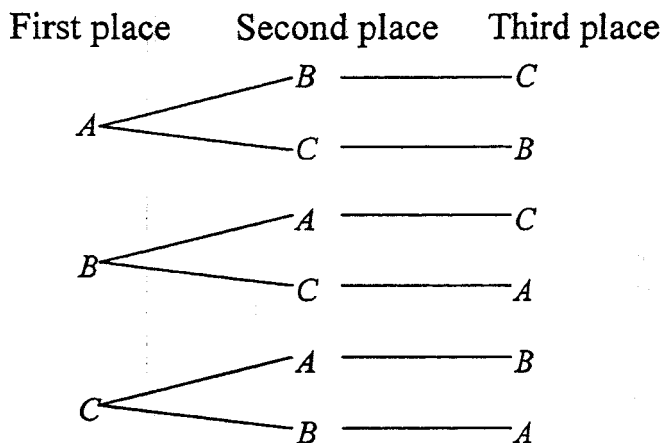 First place Second place Third place
B C
A
C B
A C
B
C A
A B
C
B A